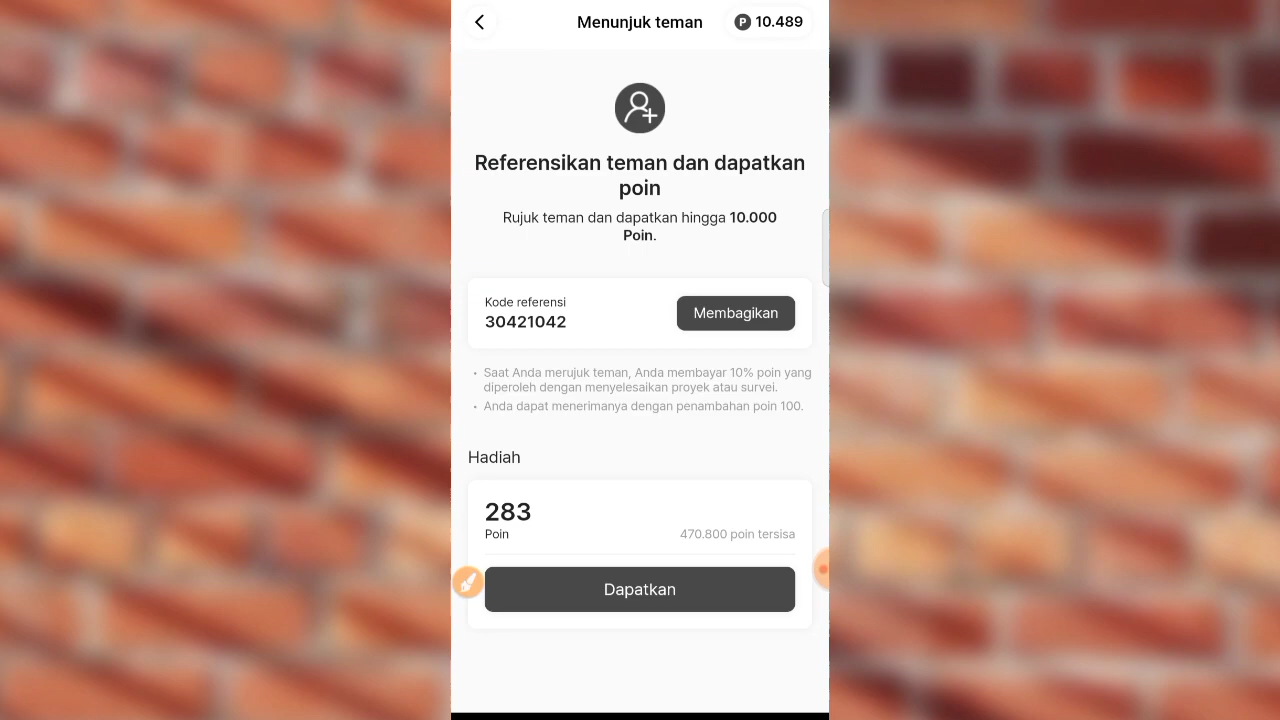 Menunjuk teman
P 10.489
Referensikan teman dan dapatkan
poin
Rujuk teman dan dapatkan hingga 10.000
Poin.
Kode referensi
30421042
Membagikan
• Saat Anda merujuk teman, Anda membayar 10% poin yang
diperoleh dengan menyelesaikan proyek atau survei.
• Anda dapat menerimanya dengan penambahan poin 100.
Hadiah
283
Poin
470.800 poin tersisa
Dapatkan